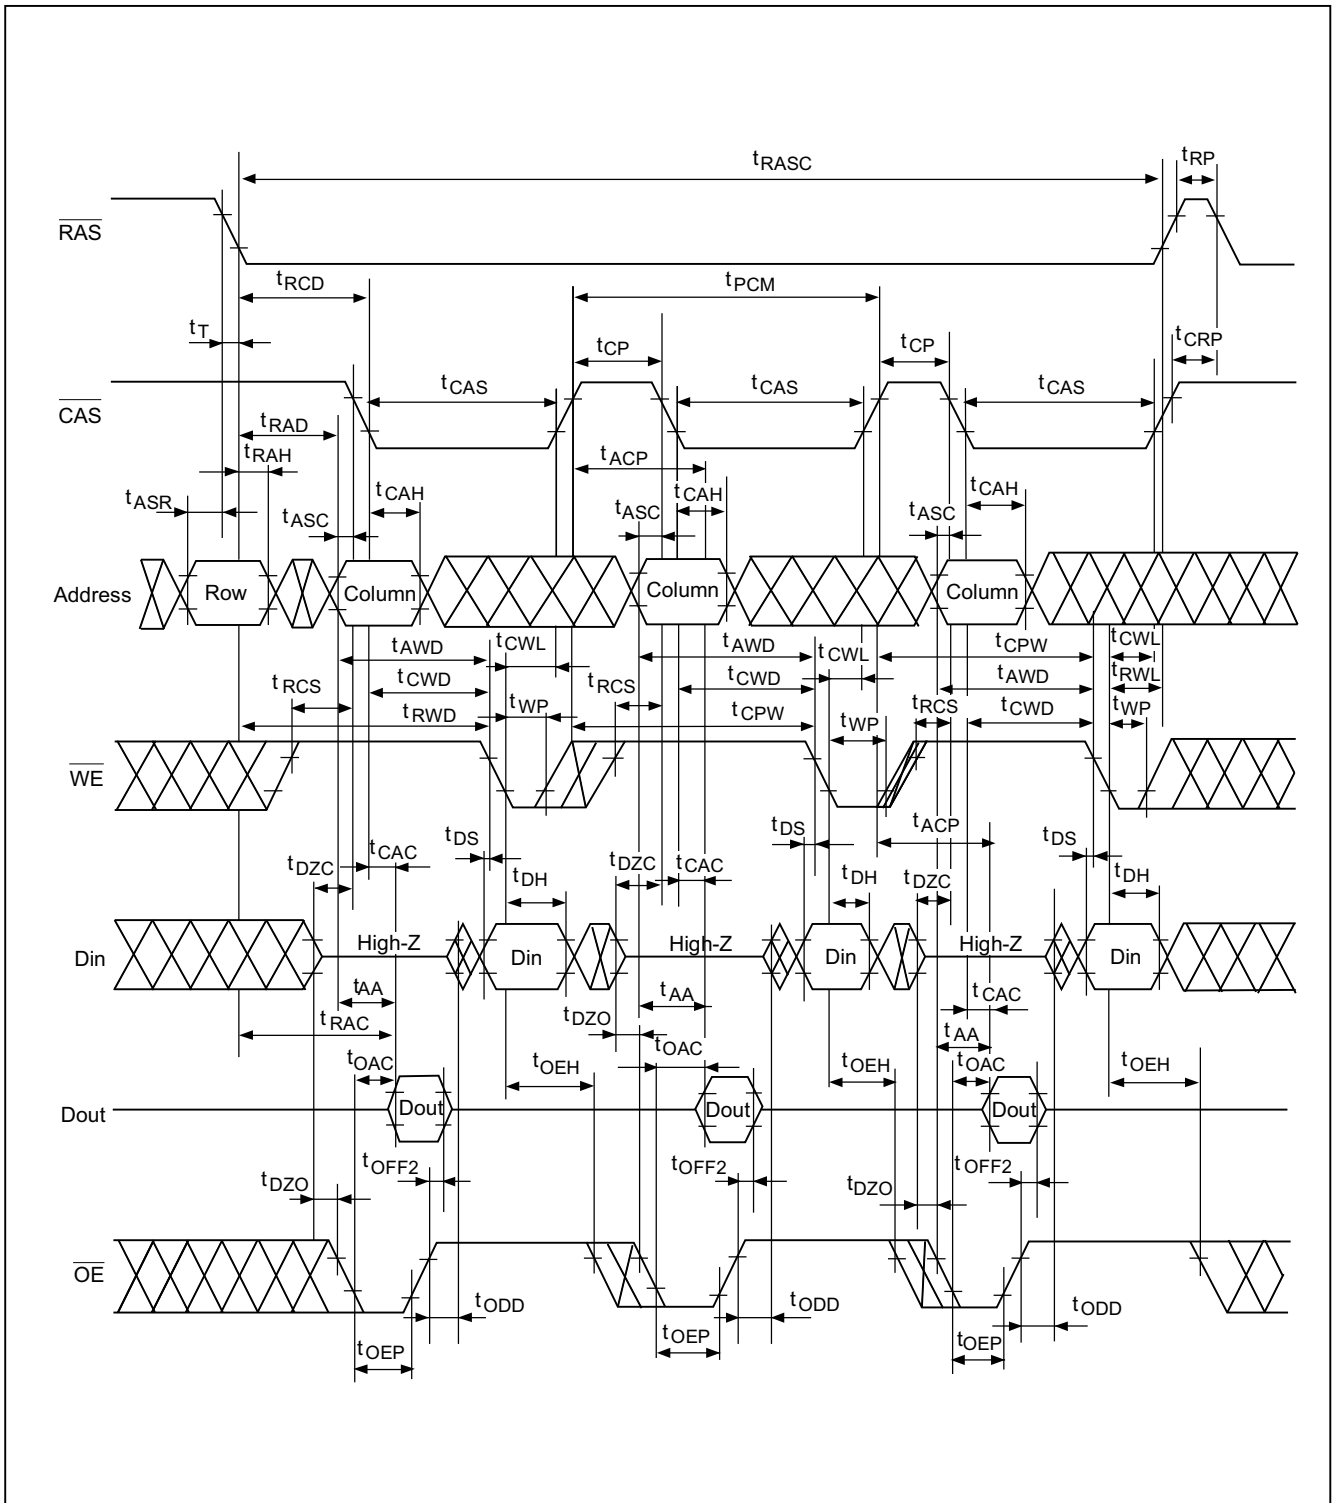 tRASC tRP
RAS
tRCD tPCM
tT tCP tCP tCRP
CAS tCAS tCAS tCAS
tRAD
tRAH tACP
tASR tCAH tCAH tCAH
tASC tASC tASC
Address Row Column Column Column
tAWD tCWL tAWD tCWL tCPW tCWL
tRCS tCWD tRCS tCWD tAWD tRWL
tRWD tWP tCPW tWP tRCS tCWD tWP
WE
tDS tDS tACP tDS
tDZC tCAC tDH tDZC tCAC tDH tDZC tDH
Din High-Z Din High-Z Din High-Z Din
tAA tAA tCAC
tRAC tDZO tAA
tOAC tOEH tOAC tOEH tOAC tOEH
Dout Dout Dout Dout
tOFF2 tOFF2 tOFF2
tDZO tDZO
OE
tODD tODD tODD
tOEP tOEP tOEP